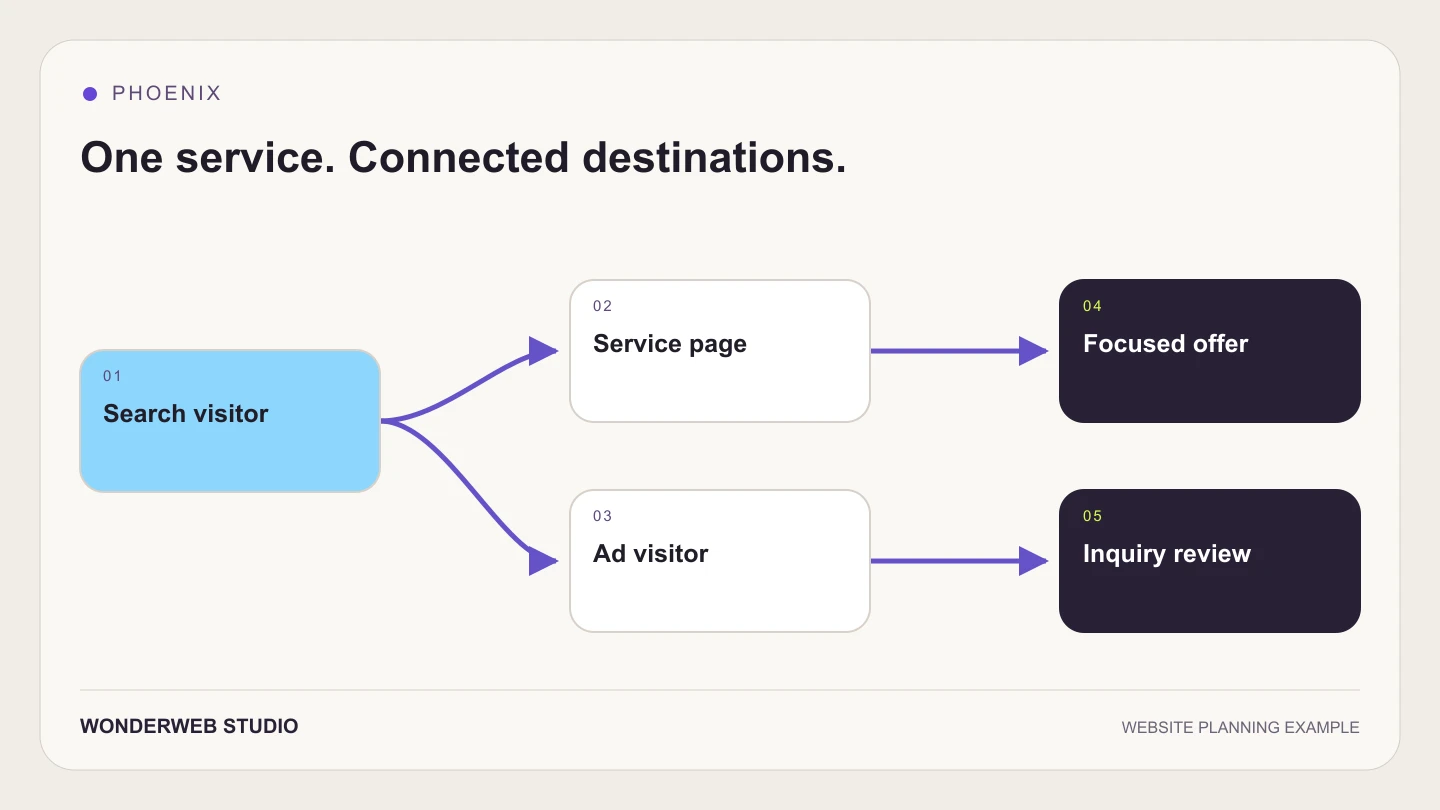 PHOENIX
One service. Connected destinations.
01
Search visitor
02
Service page
03
Ad visitor
04
Focused offer
05
Inquiry review
WONDERWEB STUDIO
WEBSITE PLANNING EXAMPLE